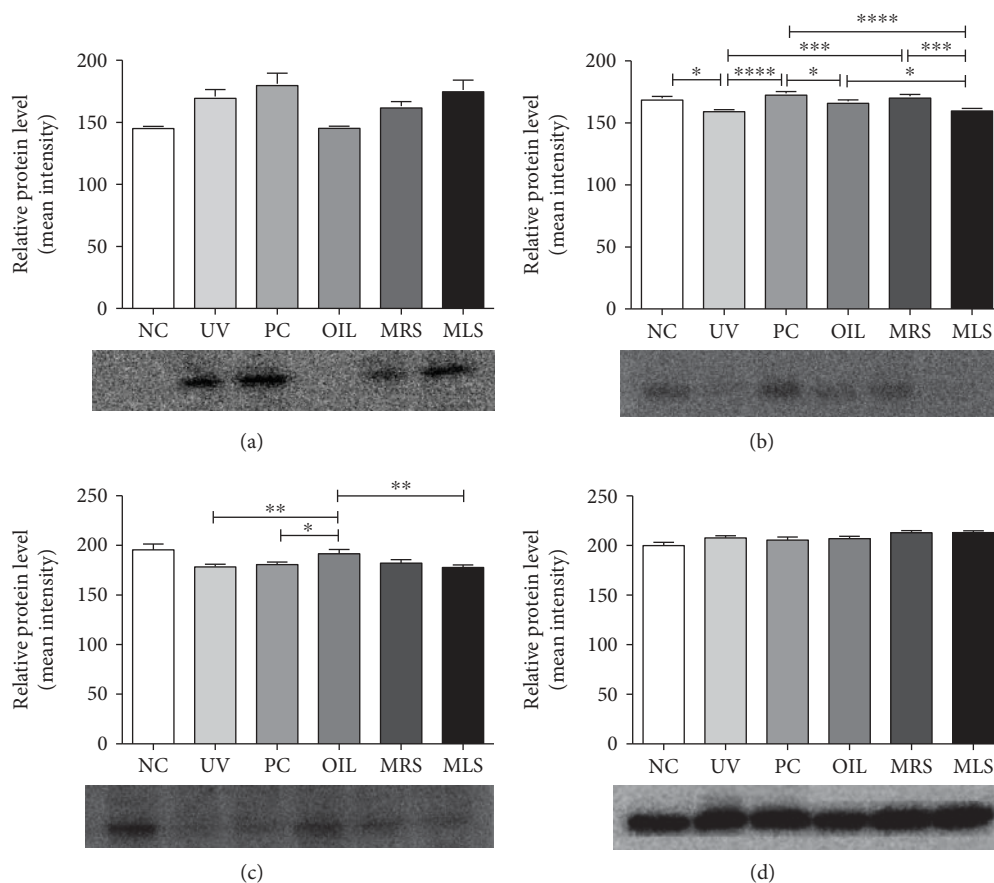 200
150
100
50
0
Relative protein level
(mean intensity)
NC UV PC OIL MRS MLS
(a)
****
*** ***
* **** * *
200
150
100
50
0
Relative protein level
(mean intensity)
NC UV PC OIL MRS MLS
(b)
**
**
*
250
200
150
100
50
0
Relative protein level
(mean intensity)
NC UV PC OIL MRS MLS
(c)
250
200
150
100
50
0
Relative protein level
(mean intensity)
NC UV PC OIL MRS MLS
(d)